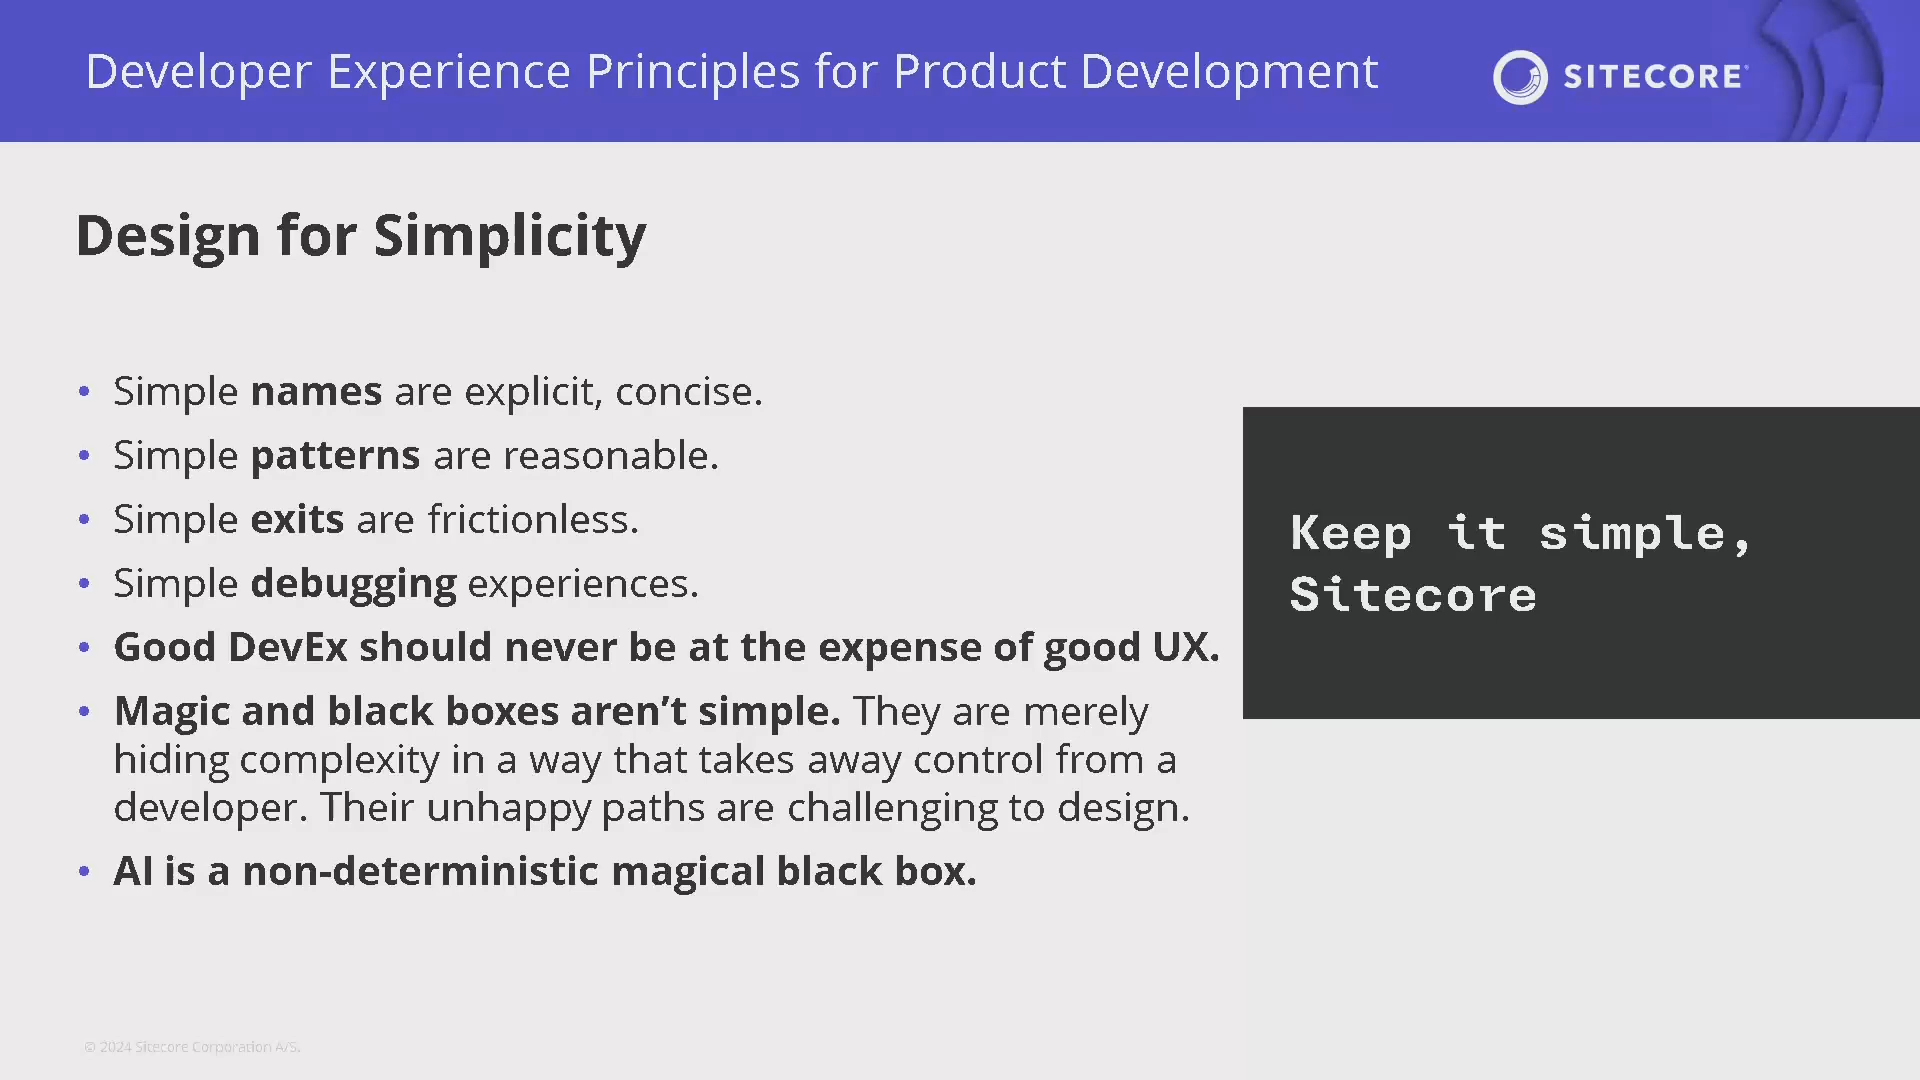 Developer Experience Principles for Product Development
SITECORE
Design for Simplicity
• Simple names are explicit, concise.
• Simple patterns are reasonable.
• Simple exits are frictionless.
• Simple debugging experiences.
• Good DevEx should never be at the expense of good UX.
• Magic and black boxes aren’t simple. They are merely
hiding complexity in a way that takes away control from a
developer. Their unhappy paths are challenging to design.
• AI is a non-deterministic magical black box.
Keep it simple,
Sitecore
© 2024 Sitecore Corporation A/S.